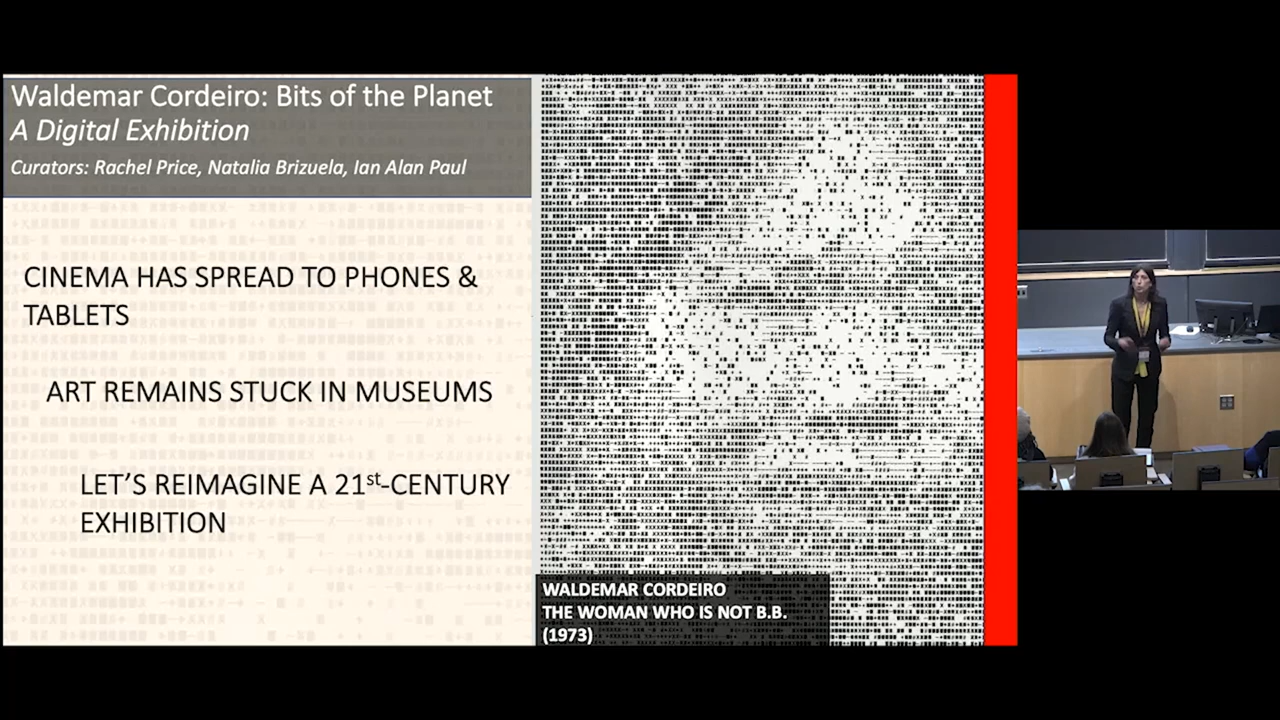 Waldemar Cordeiro: Bits of the Planet
A Digital Exhibition
Curators: Rachel Price, Natalia Brizuela, Ian Alan Paul
CINEMA HAS SPREAD TO PHONES &
TABLETS
ART REMAINS STUCK IN MUSEUMS
LET’S REIMAGINE A 21st-CENTURY
EXHIBITION
WALDEMAR CORDEIRO
THE WOMAN WHO IS NOT B.B.
(1973)